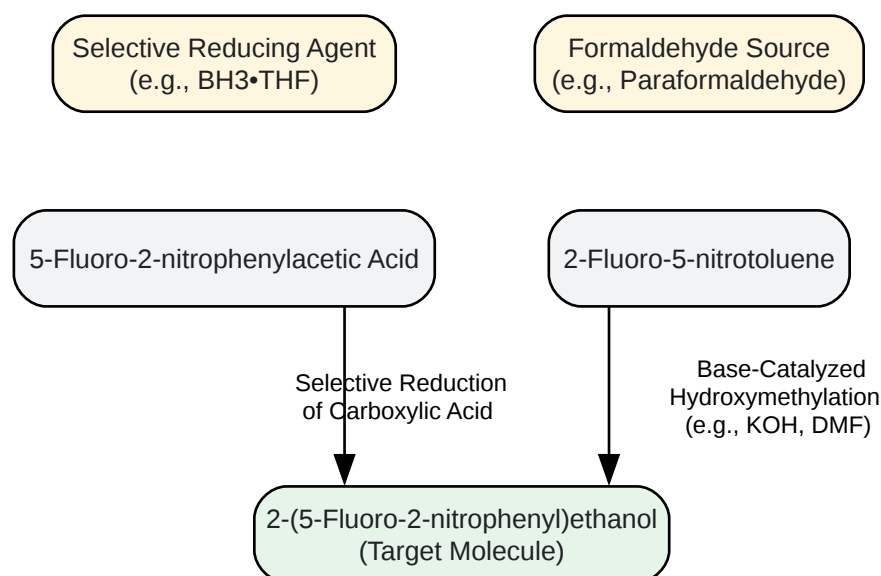 Selective Reducing Agent
(e.g., BH3•THF)
Formaldehyde Source
(e.g., Paraformaldehyde)
5-Fluoro-2-nitrophenylacetic Acid
2-Fluoro-5-nitrotoluene
Selective Reduction
of Carboxylic Acid
Base-Catalyzed
Hydroxymethylation
(e.g., KOH, DMF)
2-(5-Fluoro-2-nitrophenyl)ethanol
(Target Molecule)